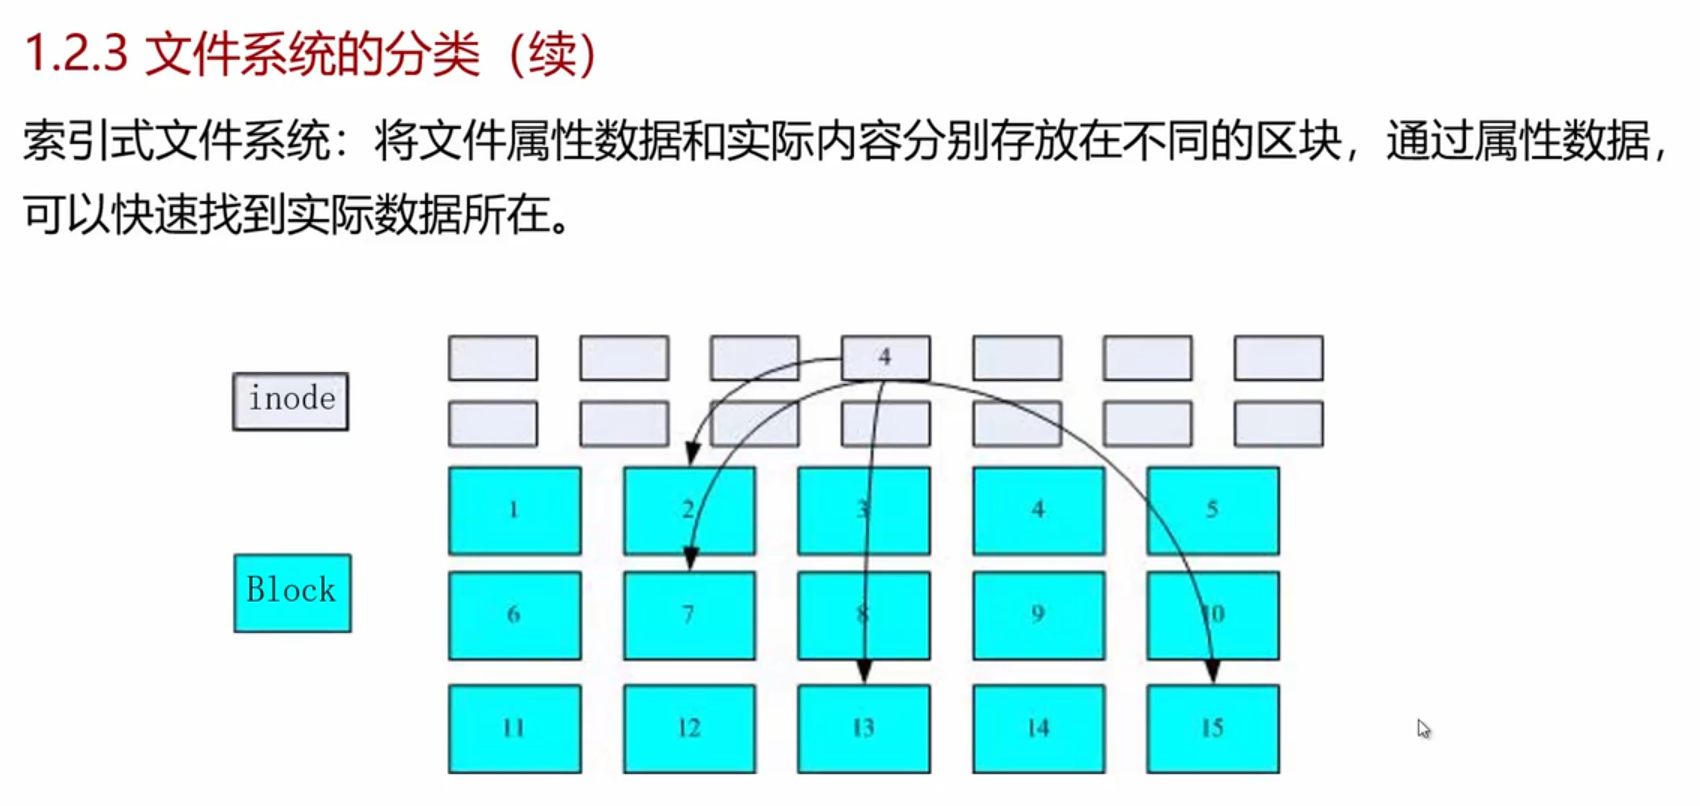 1.2.3 文件系统的分类（续）
索引式文件系统：将文件属性数据和实际内容分别存放在不同的区块，通过属性数据，
可以快速找到实际数据所在。
4
inode
1 2 3 4 5
Block
6 7 8 9 10
11 12 13 14 15